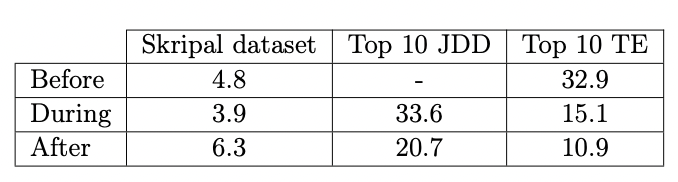 Skripal dataset Top 10 JDD Top 10 TE
Before 4.8 - 32.9
During 3.9 33.6 15.1
After 6.3 20.7 10.9